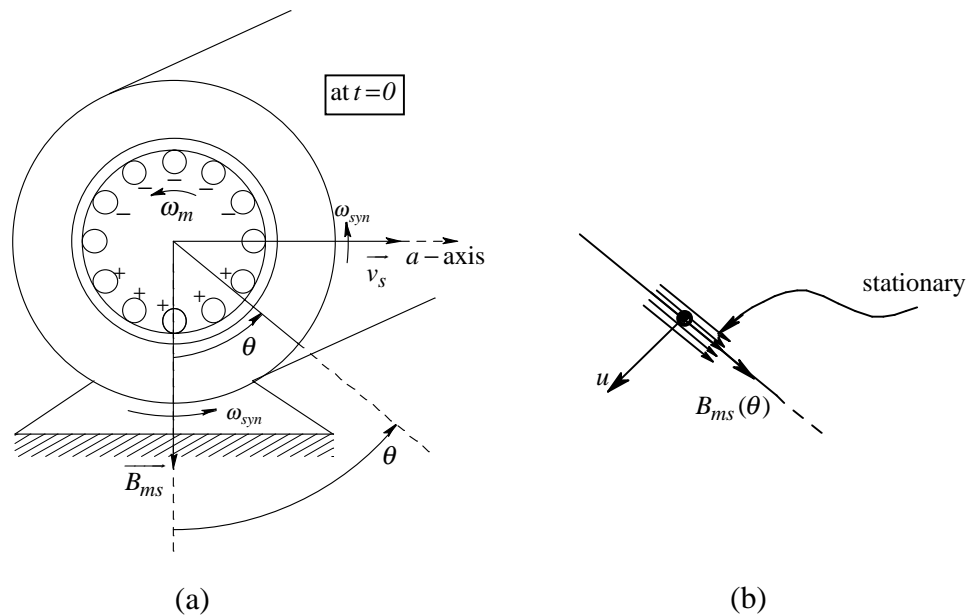 at t=0
− − − − −
ω_m
ω_syn
v_s
a – axis
+ + + + +
θ
ω_syn
B_ms
θ
(a)
stationary
u
B_ms (θ)
(b)